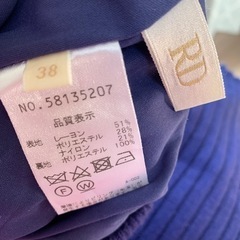 38
RD
NO.58135207
品質表示
表地 レーヨン 51%
ポリエステル 28%
ナイロン 21%
裏地 ポリエステル 100%